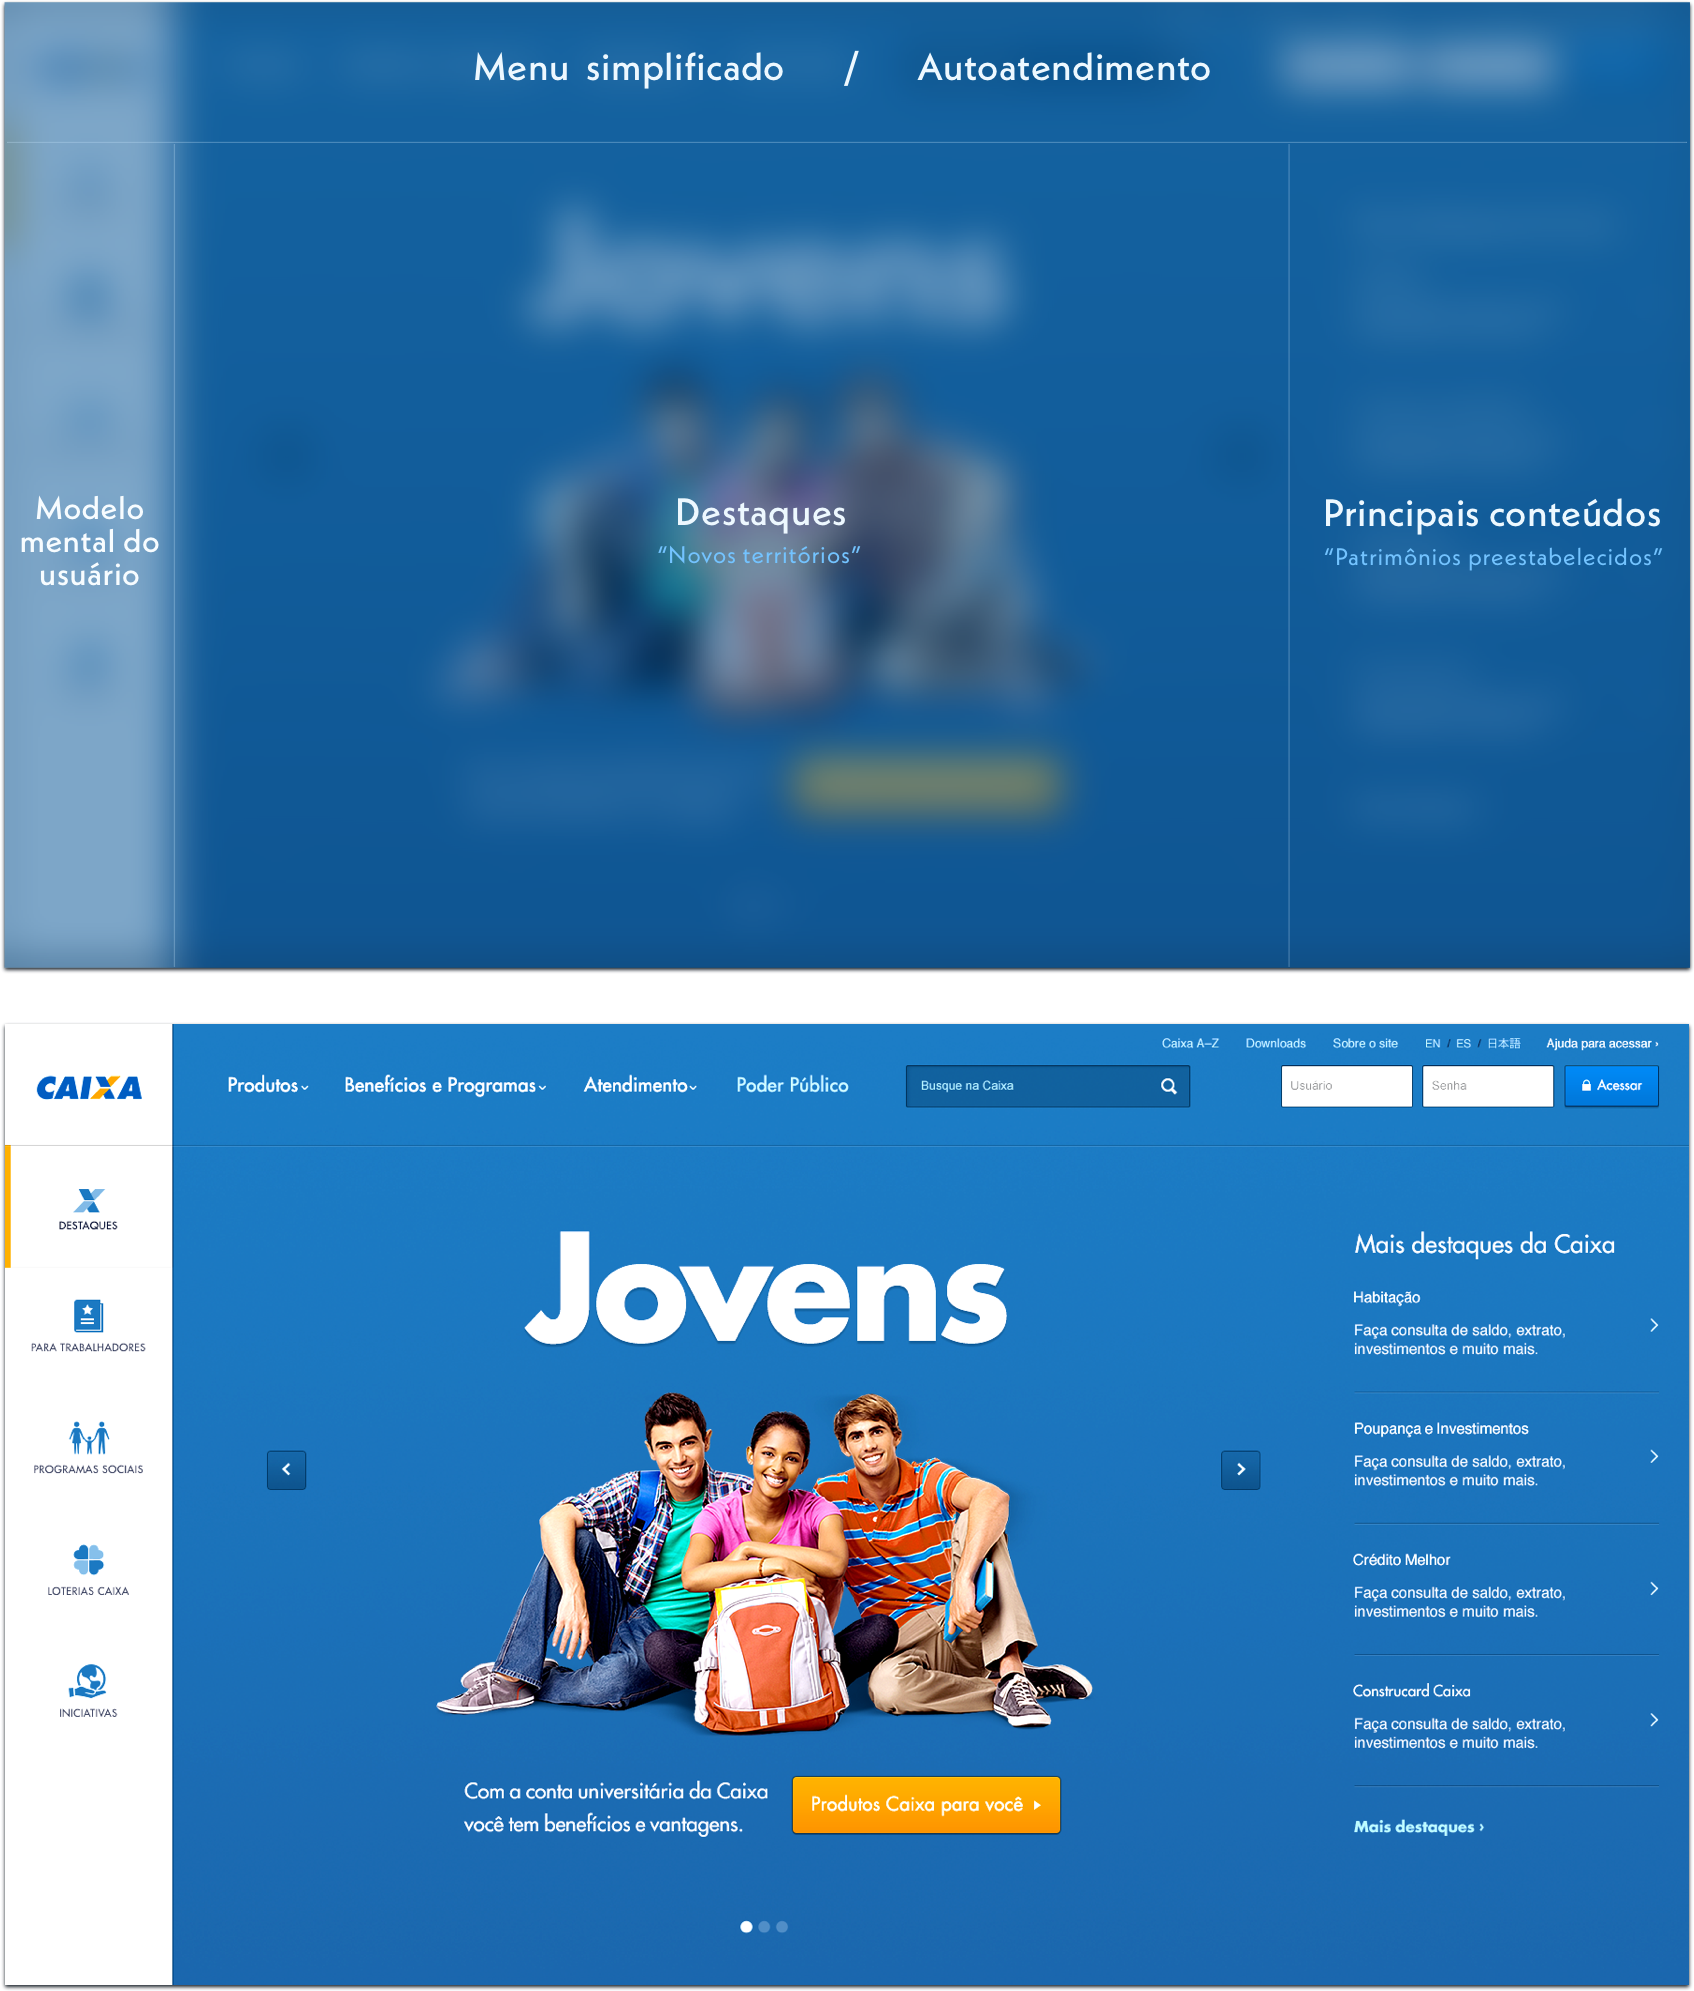 Menu simplificado / Autoatendimento
Modelo
mental do
usuário
Destaques
“Novos territórios”
Principais conteúdos
“Patrimônios preestabelecidos”
Caixa A–Z Downloads Sobre o site EN / ES / 日本語 Ajuda para acessar ›
CAIXA
Produtos Benefícios e Programas Atendimento Poder Público Busque na Caixa Usuário Senha Acessar
DESTAQUES
PARA TRABALHADORES
PROGRAMAS SOCIAIS
LOTERIAS CAIXA
INICIATIVAS
Jovens
Com a conta universitária da Caixa
você tem benefícios e vantagens.
Produtos Caixa para você
Mais destaques da Caixa
Habitação
Faça consulta de saldo, extrato,
investimentos e muito mais.
Poupança e Investimentos
Faça consulta de saldo, extrato,
investimentos e muito mais.
Crédito Melhor
Faça consulta de saldo, extrato,
investimentos e muito mais.
Construcard Caixa
Faça consulta de saldo, extrato,
investimentos e muito mais.
Mais destaques ›